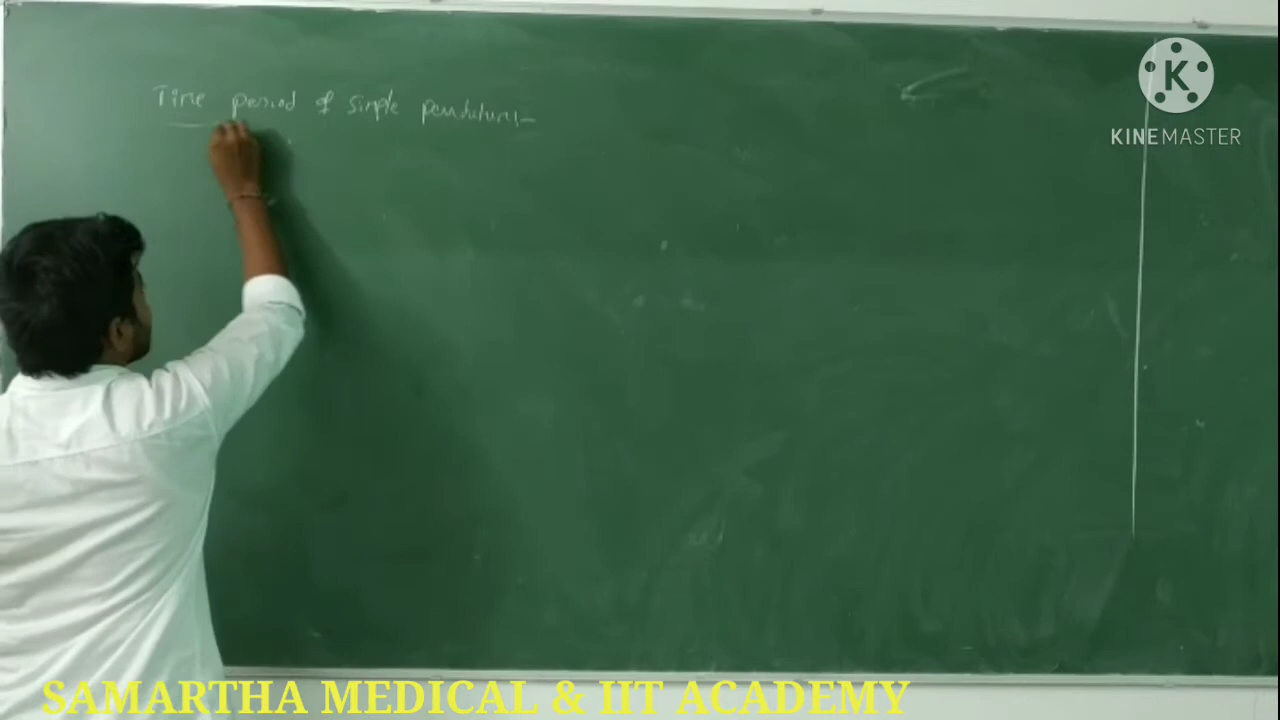 Time period of simple pendulum:-
K
KINEMASTER
SAMARTHA MEDICAL & IIT ACADEMY